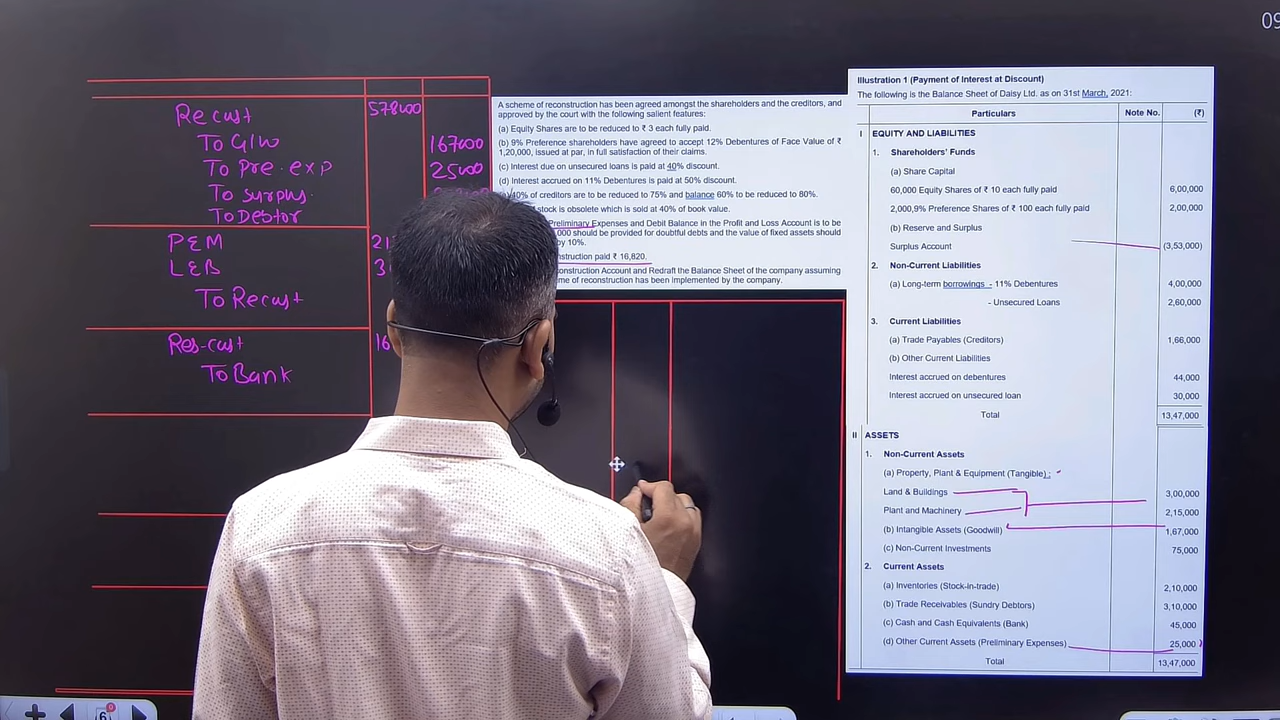 09
Recust 578000
To G/w 167000
To Pre. exp 25000
To Surplus.
To Debtor
P&M 21
L&B 3
To Recust
Res-cust 16
To Bank
A scheme of reconstruction has been agreed amongst the shareholders and the creditors, and
approved by the court with the following salient features:
(a) Equity Shares are to be reduced to ₹ 3 each fully paid.
(b) 9% Preference shareholders have agreed to accept 12% Debentures of Face Value of ₹
1,20,000, issued at par, in full satisfaction of their claims.
(c) Interest due on unsecured loans is paid at 40% discount.
(d) Interest accrued on 11% Debentures is paid at 50% discount.
40% of creditors are to be reduced to 75% and balance 60% to be reduced to 80%.
stock is obsolete which is sold at 40% of book value.
Preliminary Expenses and Debit Balance in the Profit and Loss Account is to be
000 should be provided for doubtful debts and the value of fixed assets should
by 10%.
nstruction paid ₹ 16,820.
construction Account and Redraft the Balance Sheet of the company assuming
me of reconstruction has been implemented by the company.
Illustration 1 (Payment of Interest at Discount)
The following is the Balance Sheet of Daisy Ltd. as on 31st March, 2021:
Particulars Note No. (₹)
I EQUITY AND LIABILITIES
1. Shareholders' Funds
(a) Share Capital
60,000 Equity Shares of ₹ 10 each fully paid 6,00,000
2,000,9% Preference Shares of ₹ 100 each fully paid 2,00,000
(b) Reserve and Surplus
Surplus Account (3,53,000)
2. Non-Current Liabilities
(a) Long-term borrowings - 11% Debentures 4,00,000
- Unsecured Loans 2,60,000
3. Current Liabilities
(a) Trade Payables (Creditors) 1,66,000
(b) Other Current Liabilities
Interest accrued on debentures 44,000
Interest accrued on unsecured loan 30,000
Total 13,47,000
II ASSETS
1. Non-Current Assets
(a) Property, Plant & Equipment (Tangible) :
Land & Buildings 3,00,000
Plant and Machinery 2,15,000
(b) Intangible Assets (Goodwill) 1,67,000
(c) Non-Current Investments 75,000
2. Current Assets
(a) Inventories (Stock-in-trade) 2,10,000
(b) Trade Receivables (Sundry Debtors) 3,10,000
(c) Cash and Cash Equivalents (Bank) 45,000
(d) Other Current Assets (Preliminary Expenses) 25,000
Total 13,47,000
6